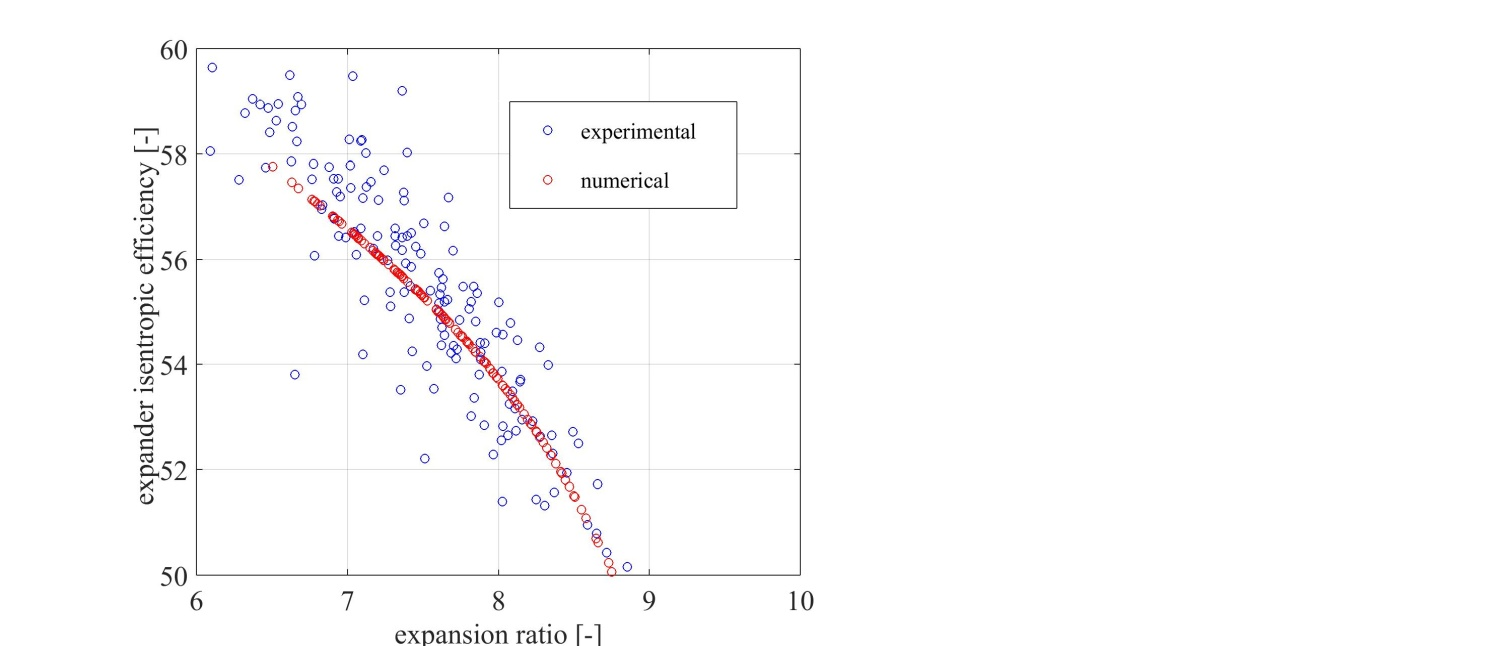 60
58
56
54
52
50
expander isentropic efficiency [-]
experimental
numerical
6 7 8 9 10
expansion ratio [-]